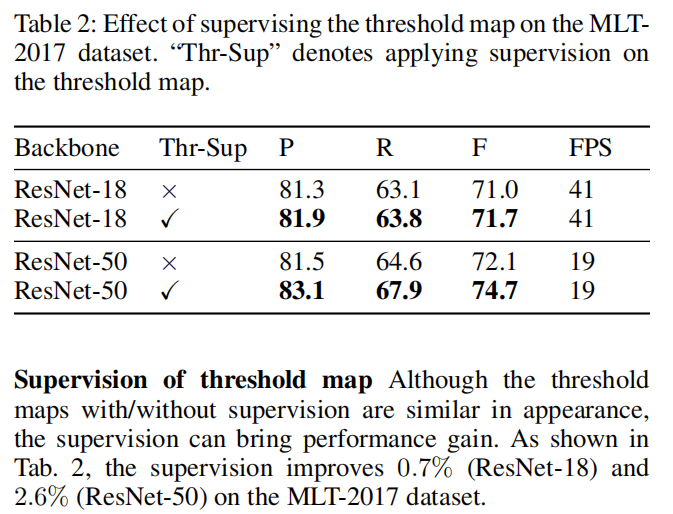 Table 2: Effect of supervising the threshold map on the MLT-
2017 dataset. “Thr-Sup” denotes applying supervision on
the threshold map.
Backbone Thr-Sup P R F FPS
ResNet-18 × 81.3 63.1 71.0 41
ResNet-18 ✓ 81.9 63.8 71.7 41
ResNet-50 × 81.5 64.6 72.1 19
ResNet-50 ✓ 83.1 67.9 74.7 19
Supervision of threshold map Although the threshold
maps with/without supervision are similar in appearance,
the supervision can bring performance gain. As shown in
Tab. 2, the supervision improves 0.7% (ResNet-18) and
2.6% (ResNet-50) on the MLT-2017 dataset.